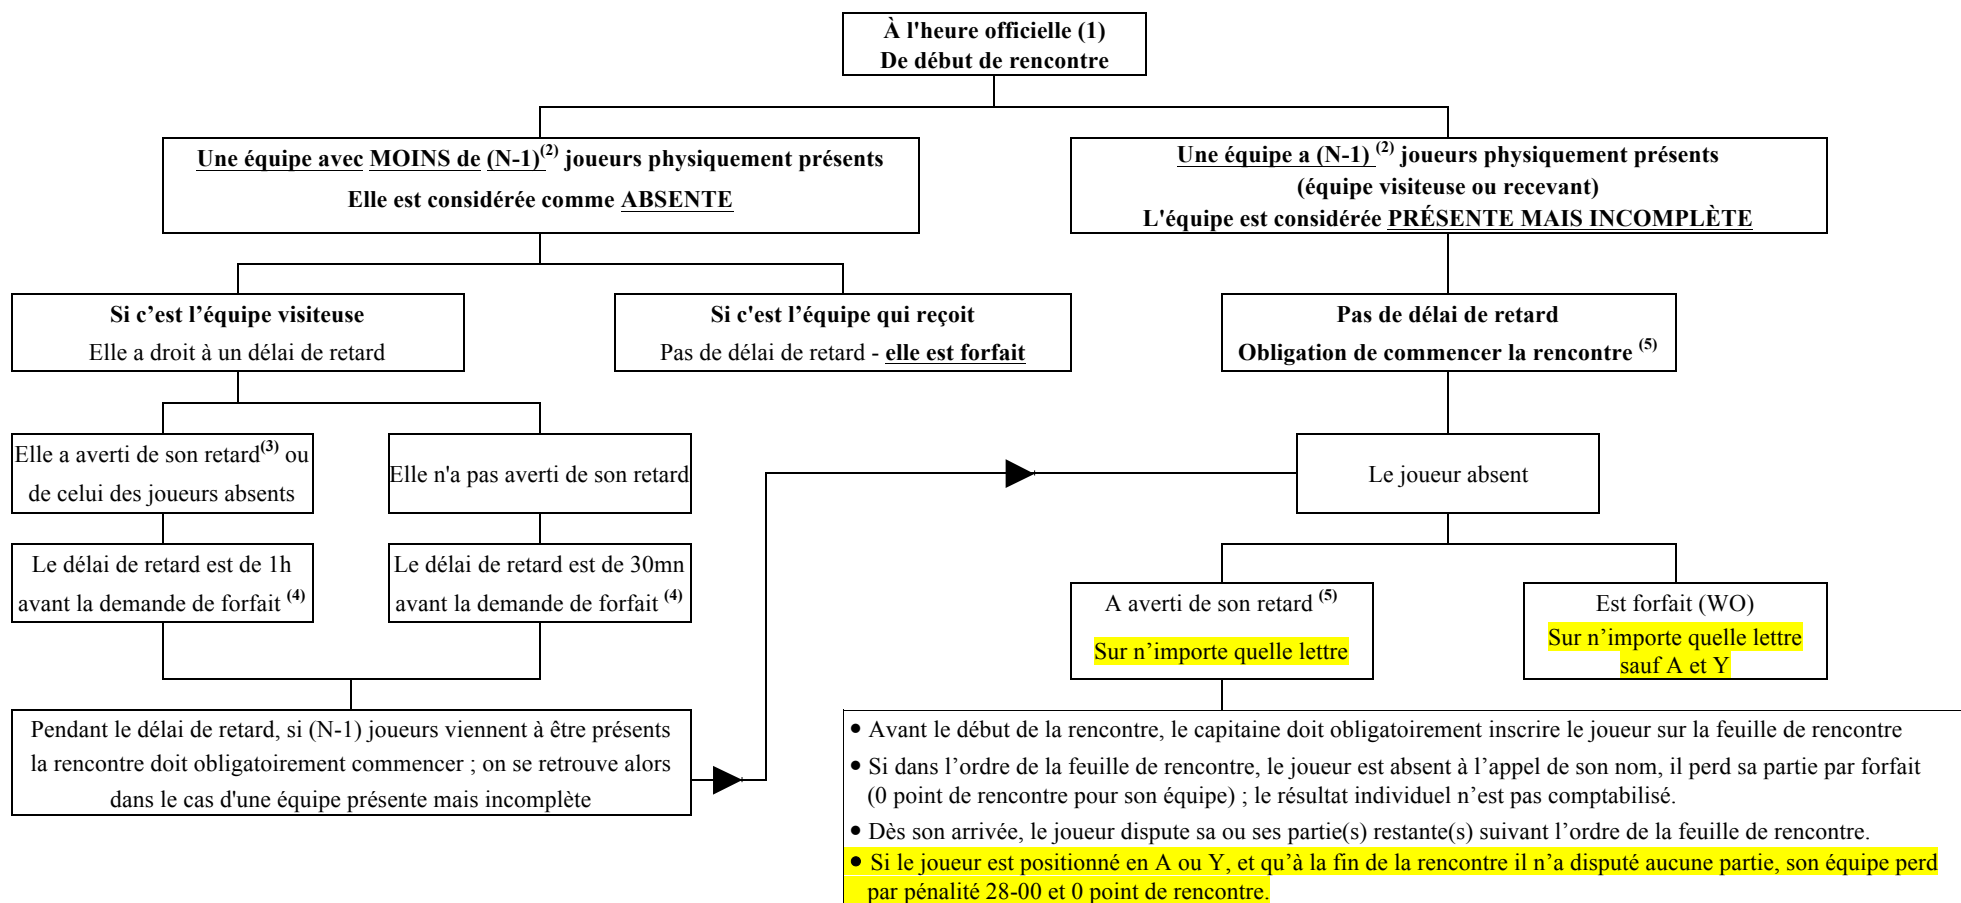 À l'heure officielle (1)
De début de rencontre
Une équipe avec MOINS de (N-1)(2) joueurs physiquement présents
Elle est considérée comme ABSENTE
Une équipe a (N-1) (2) joueurs physiquement présents
(équipe visiteuse ou recevant)
L'équipe est considérée PRÉSENTE MAIS INCOMPLÈTE
Si c’est l’équipe visiteuse
Elle a droit à un délai de retard
Si c'est l’équipe qui reçoit
Pas de délai de retard - elle est forfait
Pas de délai de retard
Obligation de commencer la rencontre (5)
Elle a averti de son retard(3) ou
de celui des joueurs absents
Elle n'a pas averti de son retard
Le joueur absent
Le délai de retard est de 1h
avant la demande de forfait (4)
Le délai de retard est de 30mn
avant la demande de forfait (4)
A averti de son retard (5)
Sur n’importe quelle lettre
Est forfait (WO)
Sur n’importe quelle lettre
sauf A et Y
Pendant le délai de retard, si (N-1) joueurs viennent à être présents
la rencontre doit obligatoirement commencer ; on se retrouve alors
dans le cas d'une équipe présente mais incomplète
• Avant le début de la rencontre, le capitaine doit obligatoirement inscrire le joueur sur la feuille de rencontre
• Si dans l’ordre de la feuille de rencontre, le joueur est absent à l’appel de son nom, il perd sa partie par forfait
(0 point de rencontre pour son équipe) ; le résultat individuel n’est pas comptabilisé.
• Dès son arrivée, le joueur dispute sa ou ses partie(s) restante(s) suivant l’ordre de la feuille de rencontre.
• Si le joueur est positionné en A ou Y, et qu’à la fin de la rencontre il n’a disputé aucune partie, son équipe perd
par pénalité 28-00 et 0 point de rencontre.